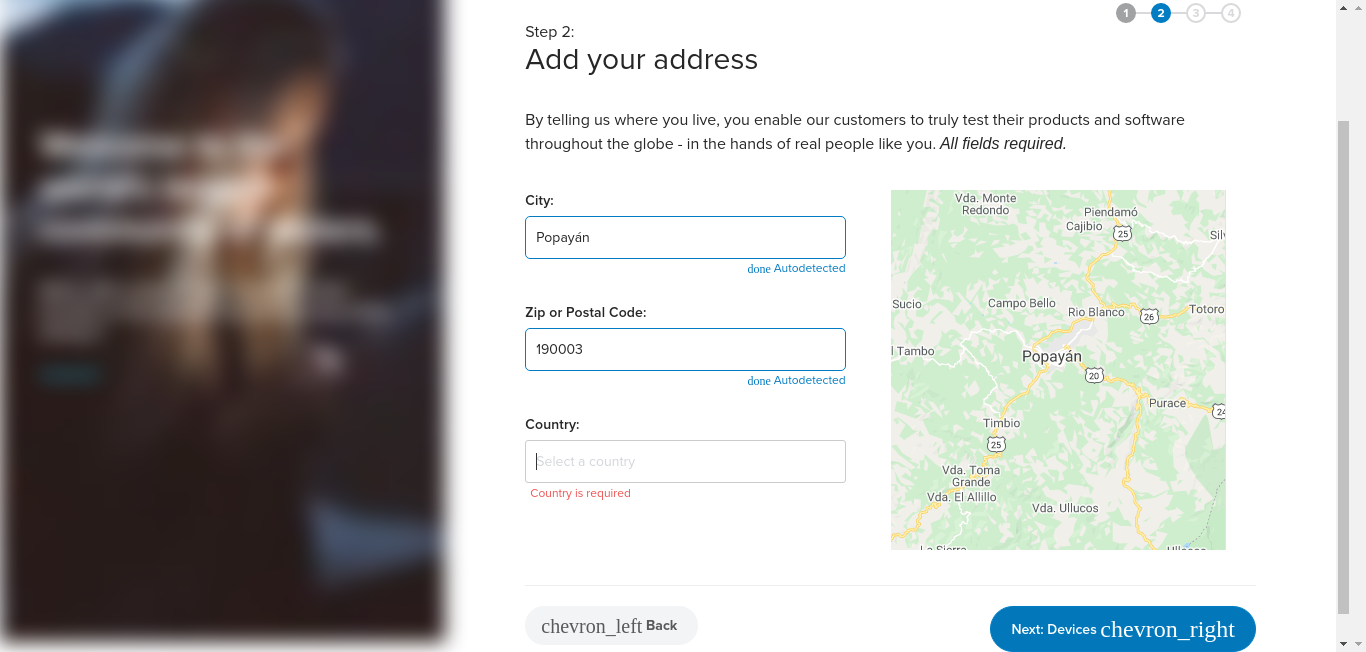 1 2 3 4
Step 2:
Add your address
By telling us where you live, you enable our customers to truly test their products and software
throughout the globe - in the hands of real people like you. All fields required.
City:
Popayán
done Autodetected
Zip or Postal Code:
190003
done Autodetected
Country:
Select a country
Country is required
Vda. Monte
Redondo
Piendamó
Cajibio
25
Silv
Sucio
Campo Bello
Rio Blanco
26
Totoro
l Tambo
Popayán
20
Purace
24
Timbio
25
Vda. Toma
Grande
Vda. El Alillo
Vda. Ullucos
La Sierra
chevron_left Back
Next: Devices chevron_right